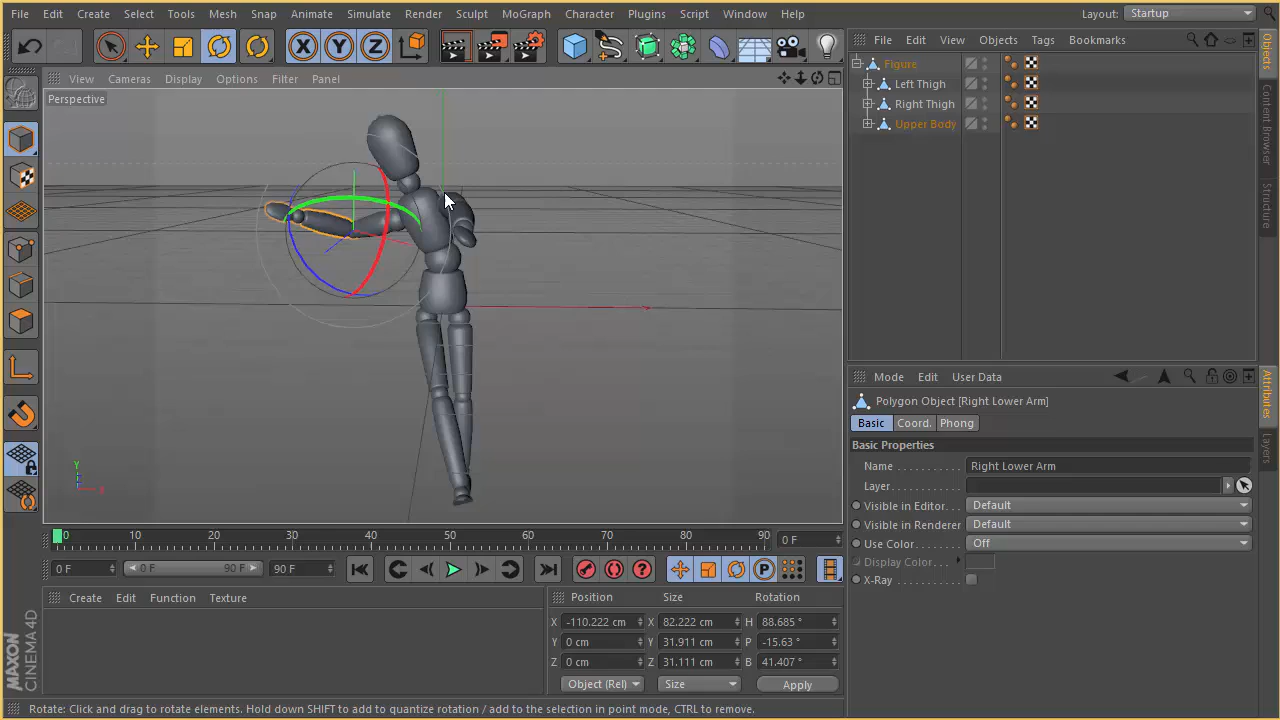 File Edit Create Select Tools Mesh Snap Animate Simulate Render Sculpt MoGraph Character Plugins Script Window Help Layout: Startup
File Edit View Objects Tags Bookmarks
View Cameras Display Options Filter Panel
Perspective
Figure
Left Thigh
Right Thigh
Upper Body
Objects
Content Browser
Structure
Y
X
Mode Edit User Data
Polygon Object [Right Lower Arm]
Basic Coord. Phong
Basic Properties
Name Right Lower Arm
Layer
Visible in Editor Default
Visible in Renderer Default
Use Color Off
Display Color
X-Ray
Attributes
Layers
0 10 20 30 40 50 60 70 80 90 0 F
0 F 0 F 90 F 90 F
Create Edit Function Texture
Position Size Rotation
X -110.222 cm X 82.222 cm H 88.685 °
Y 0 cm Y 31.911 cm P -15.63 °
Z 0 cm Z 31.111 cm B 41.407 °
Object (Rel) Size Apply
MAXON
CINEMA 4D
Rotate: Click and drag to rotate elements. Hold down SHIFT to add to quantize rotation / add to the selection in point mode, CTRL to remove.